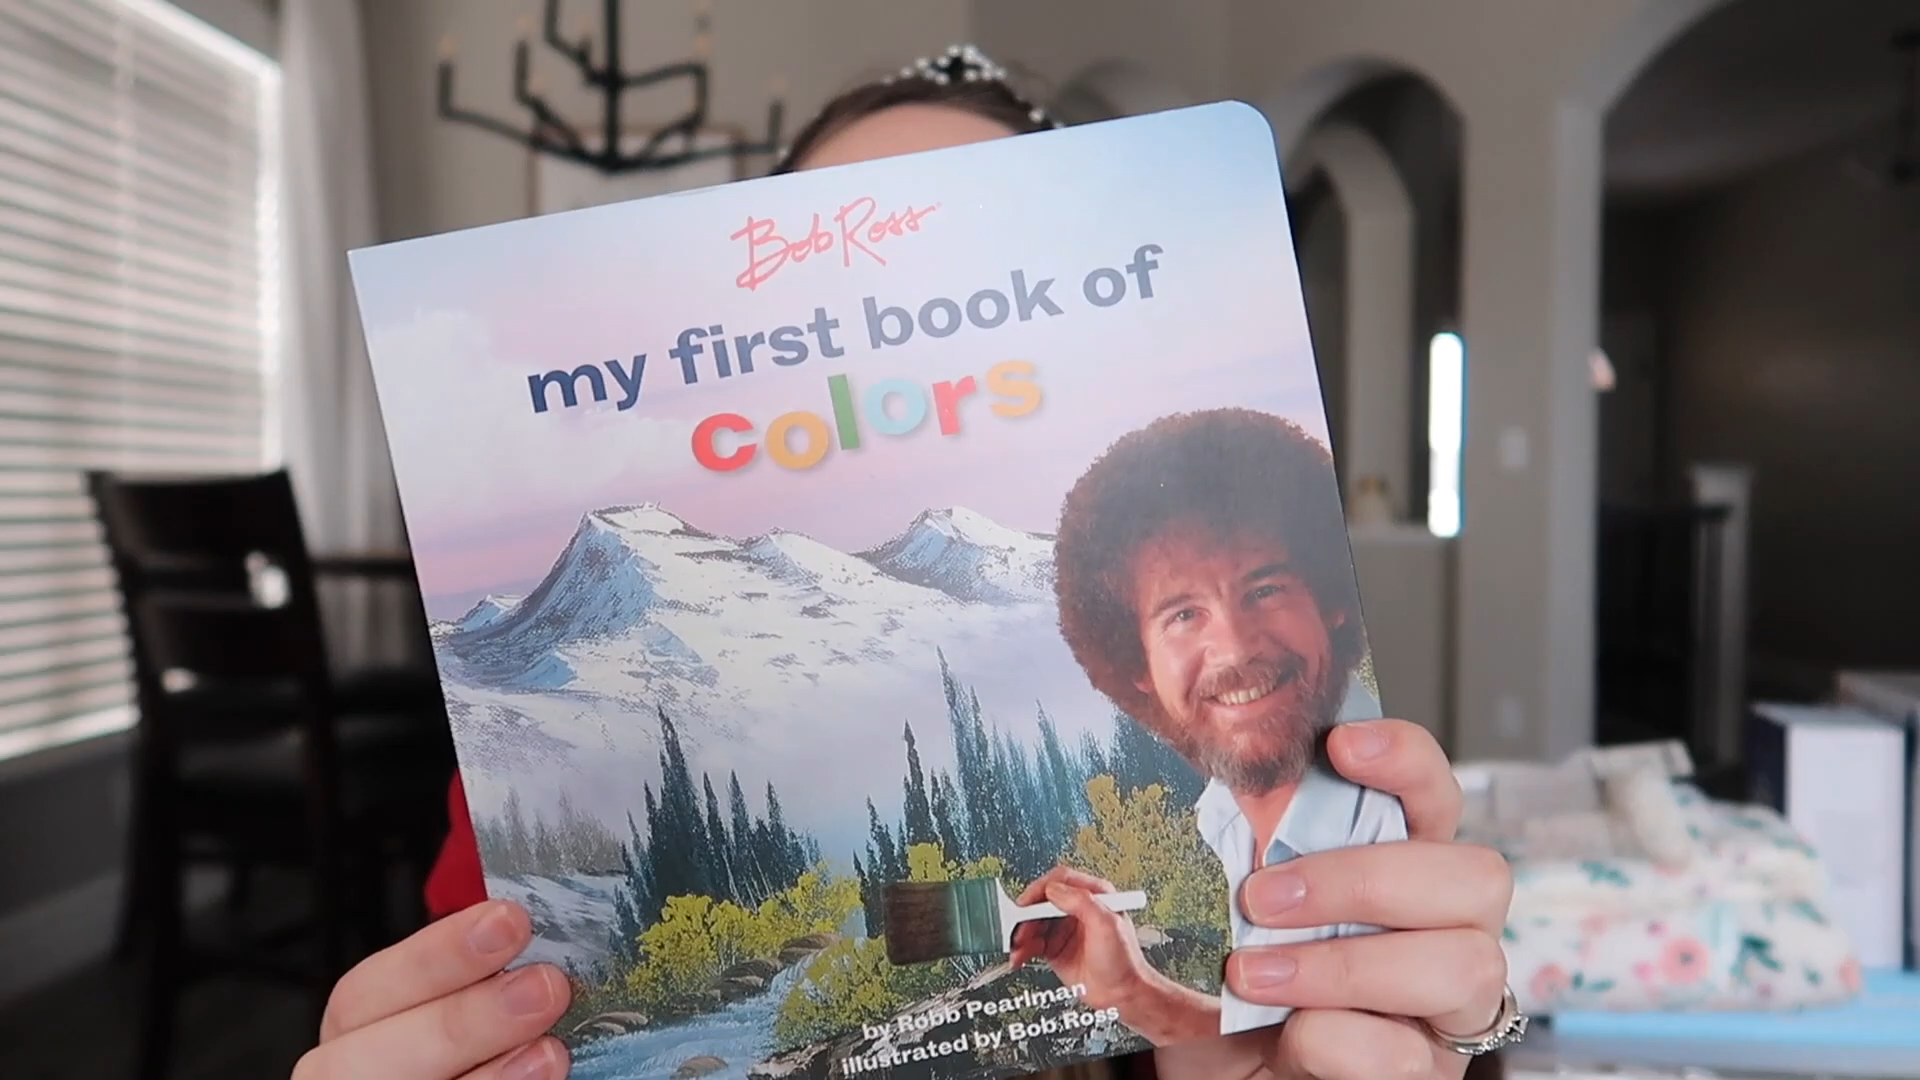 Bob Ross
my first book of
colors
by Robb Pearlman
illustrated by Bob Ross